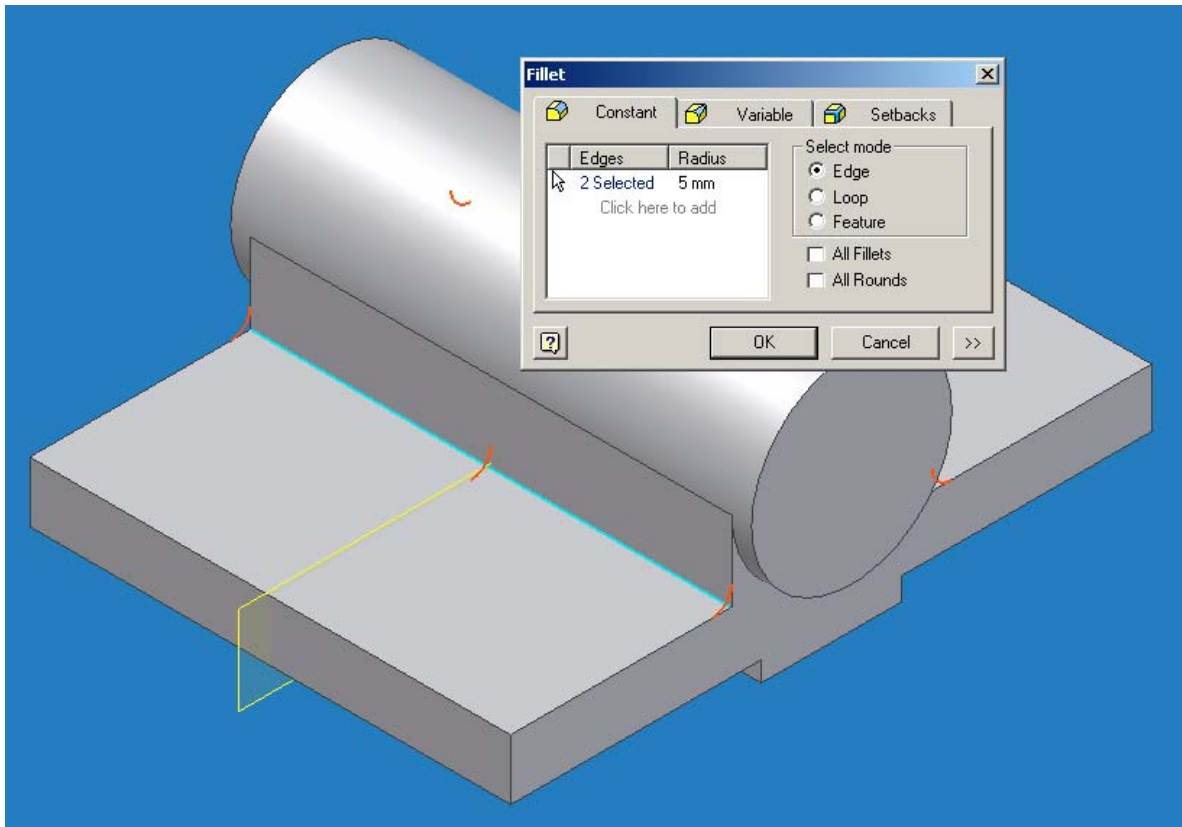 Fillet
Constant Variable Setbacks
Edges Radius
2 Selected 5 mm
Click here to add
Select mode
Edge
Loop
Feature
All Fillets
All Rounds
? OK Cancel >>